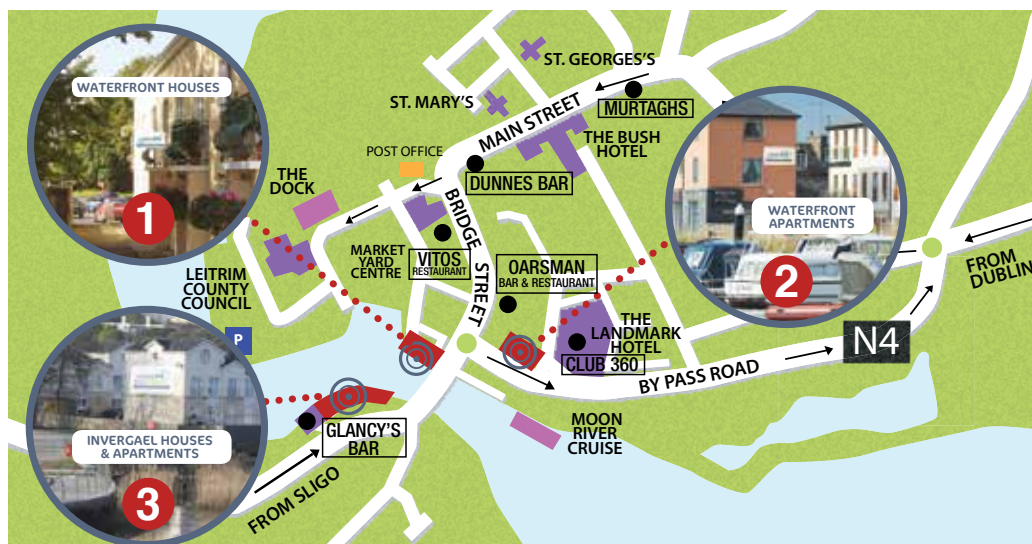 WATERFRONT HOUSES
1
ST. GEORGES'S
ST. MARY'S
MURTAGHS
MAIN STREET
THE BUSH
HOTEL
POST OFFICE
DUNNES BAR
THE
DOCK
BRIDGE STREET
MARKET
YARD
CENTRE
VITOS
RESTAURANT
OARSMAN
BAR & RESTAURANT
WATERFRONT
APARTMENTS
2
FROM
DUBLIN
LEITRIM
COUNTY
COUNCIL
P
THE
LANDMARK
HOTEL
CLUB 360
N4
BY PASS ROAD
MOON
RIVER
CRUISE
GLANCY'S
BAR
FROM SLIGO
INVERGAEL HOUSES
& APARTMENTS
3